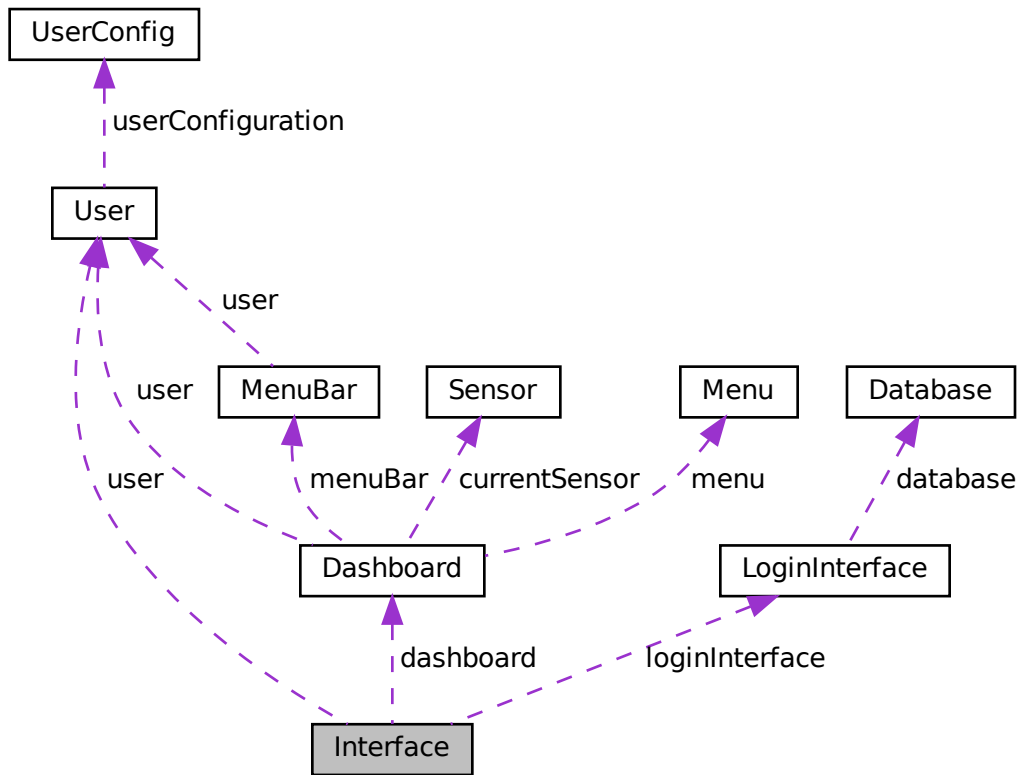 UserConfig
userConfiguration
User
user
MenuBar
Sensor
Menu
Database
user
user
menuBar
currentSensor
menu
database
Dashboard
LoginInterface
dashboard
loginInterface
Interface